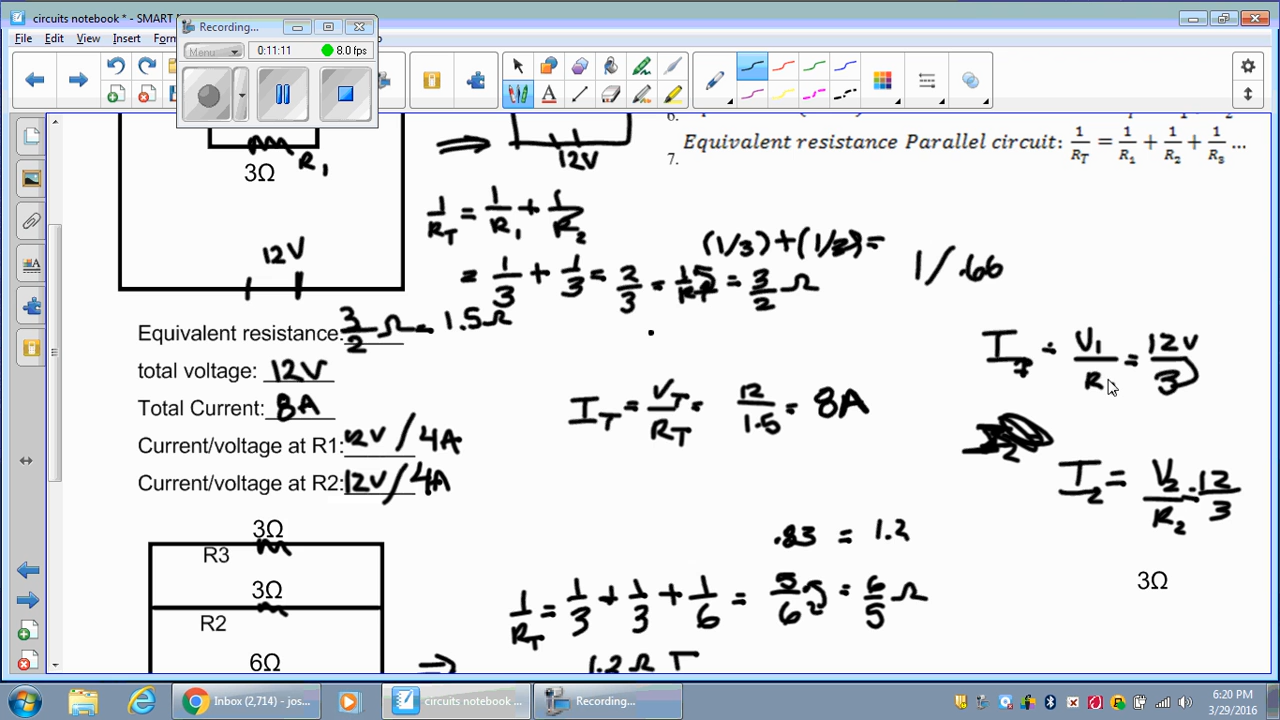 circuits notebook * - SMART
Recording...
File Edit View Insert
Menu 0:11:11 8.0 fps
Equivalent resistance Parallel circuit: 1/R_T = 1/R_1 + 1/R_2 + 1/R_3 ...
7.
R1
3Ω
12V
1/R_T = 1/R_1 + 1/R_2
(1/3)+(1/3)=
1/.66
12V
= 1/3 + 1/3 = 2/3 = = 3/2 Ω
Equivalent resistance: 3/2 Ω = 1.5Ω
total voltage: 12V
Total Current: 8A
Current/voltage at R1: 12V / 4A
Current/voltage at R2: 12V / 4A
I_T = V_T/R_T = 12/1.5 = 8A
V_1/R = 12V/3
I_2 = V_2/R_2 = 12/3
3Ω
3Ω
R3
3Ω
R2
6Ω
.83 = 1.2
1/R_T = 1/3 + 1/3 + 1/6 = 5/6 = 6/5 Ω
1.2Ω
Inbox (2,714) - jos...
circuits notebook ...
Recording...
6:20 PM
3/29/2016